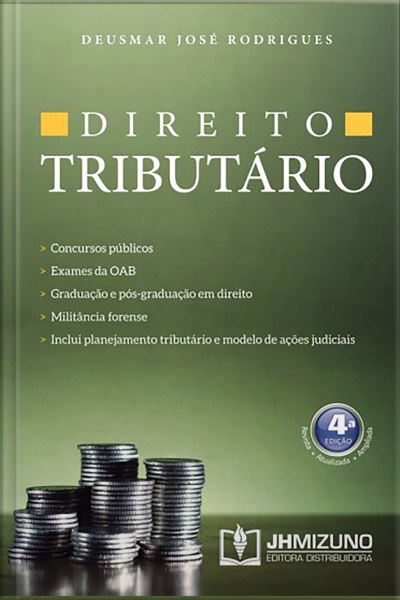 DEUSMAR JOSÉ RODRIGUES
DIREITO
TRIBUTÁRIO
> Concursos públicos
> Exames da OAB
> Graduação e pós-graduação em direito
> Militância forense
> Inclui planejamento tributário e modelo de ações judiciais
4ª
EDIÇÃO
Revista • Atualizada • Ampliada
JHMIZUNO
EDITORA DISTRIBUIDORA